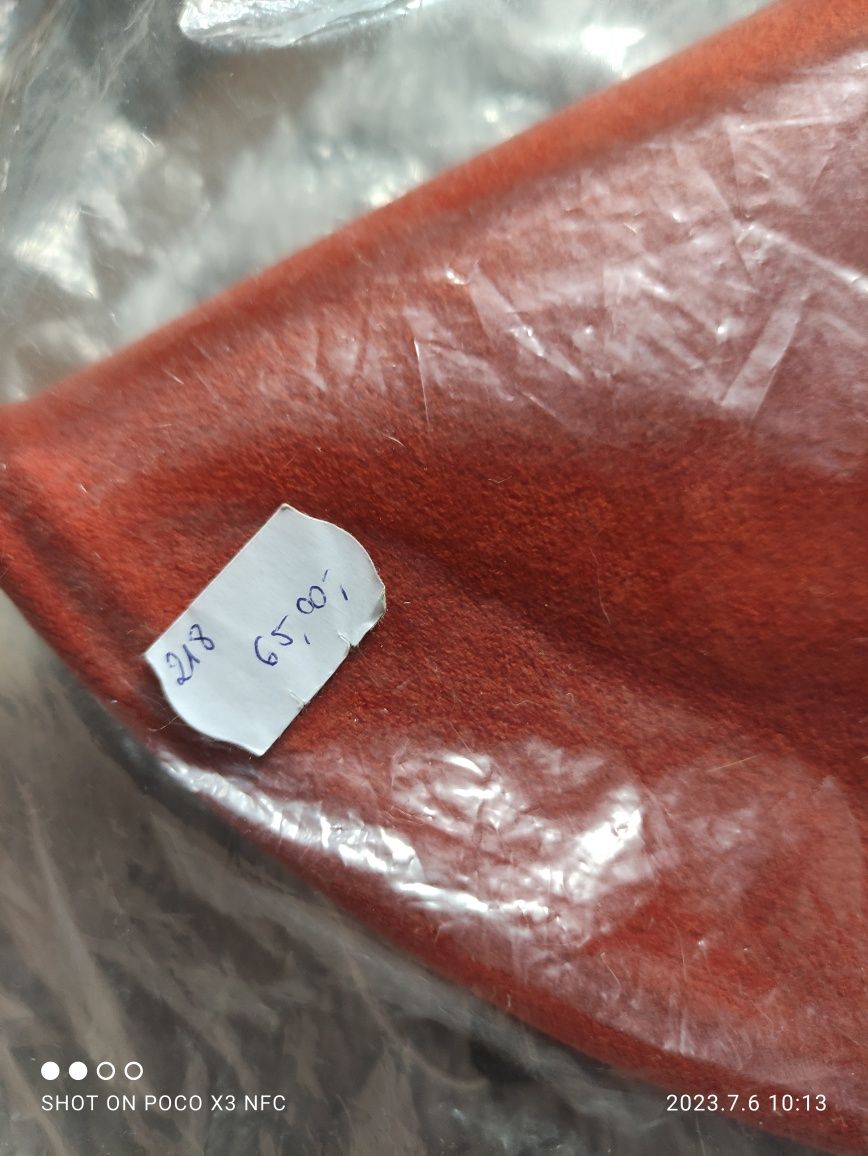 218
65,00,-
SHOT ON POCO X3 NFC
2023.7.6 10:13